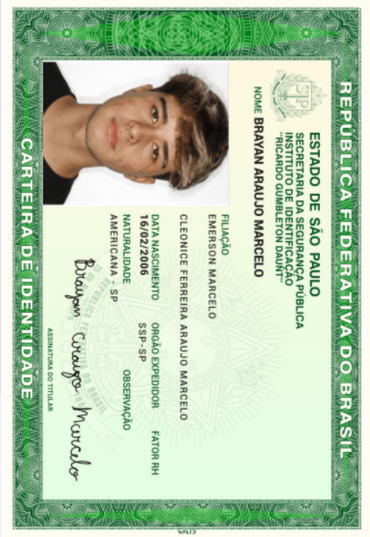 REPÚBLICA FEDERATIVA DO BRASIL
ESTADO DE SÃO PAULO
SECRETARIA DA SEGURANÇA PÚBLICA
INSTITUTO DE IDENTIFICAÇÃO
"RICARDO GUMBLETON DAUNT"
NOME BRAYAN ARAUJO MARCELO
FILIAÇÃO
EMERSON MARCELO
CLEONICE FERREIRA ARAUJO MARCELO
DATA NASCIMENTO ORGÃO EXPEDIDOR FATOR RH
16/02/2006 SSP-SP
NATURALIDADE OBSERVAÇÃO
AMERICANA - SP
Brayan Araujo Marcelo
ASSINATURA DO TITULAR
CARTEIRA DE IDENTIDADE